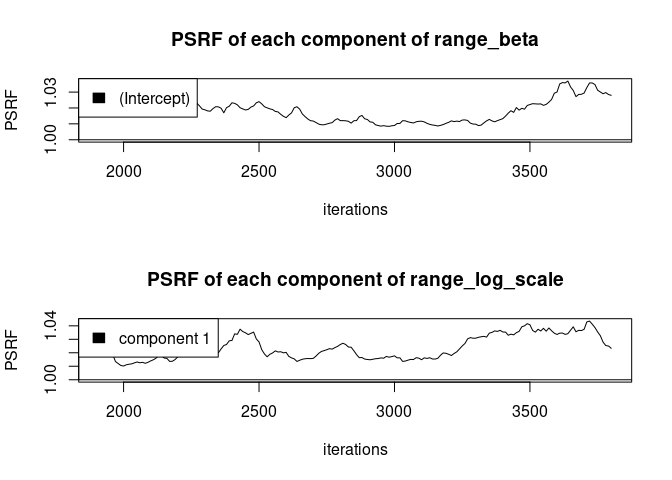 PSRF of each component of range_beta
PSRF
1.03
1.00
(Intercept)
2000 2500 3000 3500
iterations
PSRF of each component of range_log_scale
PSRF
1.04
1.00
component 1
2000 2500 3000 3500
iterations